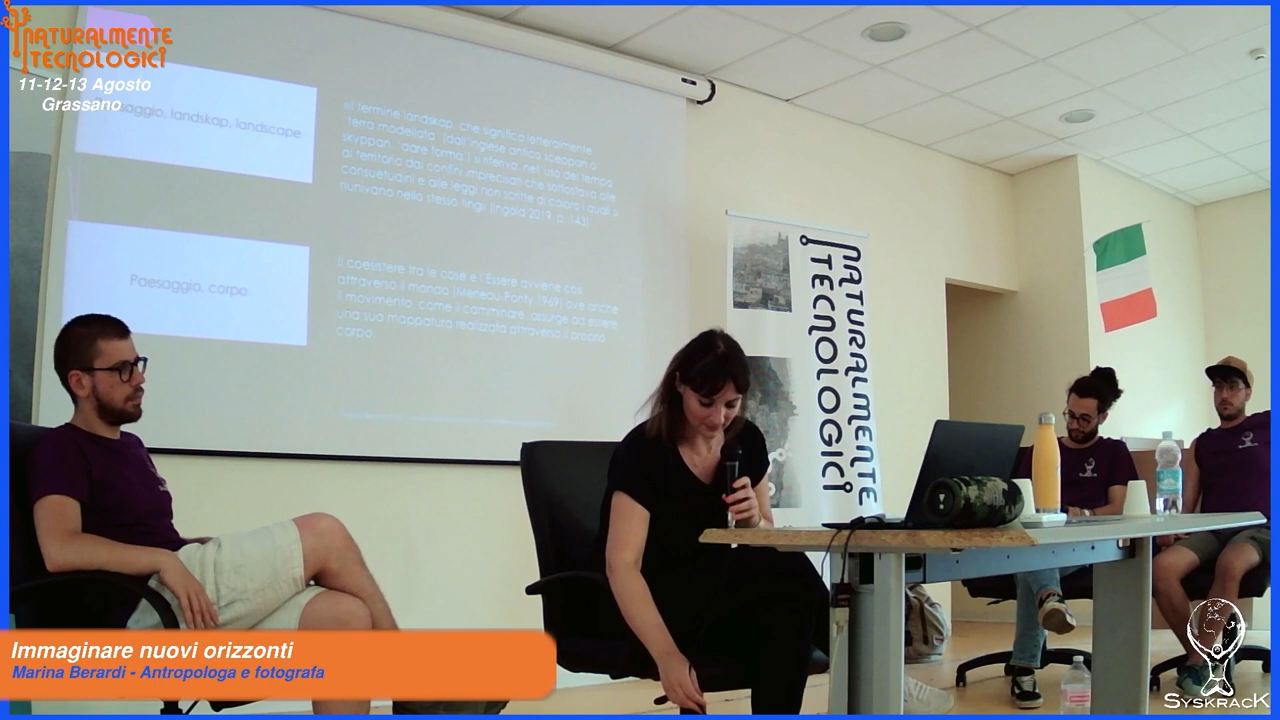 NATURALMENTE
TECNOLOGICI
11-12-13 Agosto
Grassano
aggio, landskap, landscape
«Il termine landskap, che significa letteralmente
"terra modellata" (dall'inglese antico sceppan o
skyppan, "dare forma") si riferiva, nell'uso del tempo,
al territorio dai confini imprecisati che sottostava alle
consuetudini e alle leggi non scritte di coloro i quali si
riunivano nello stesso ting» (Ingold 2019, p. 143)
Paesaggio, corpo
Il coesistere tra le cose e l'Essere avviene così
attraverso il mondo (Merleau-Ponty 1969) ove anche
il movimento, come il camminare, assurge ad essere
una sua mappatura realizzata attraverso il proprio
corpo.
NATURALMENTE
TECNOLOGICI
Immaginare nuovi orizzonti
Marina Berardi - Antropologa e fotografa
SYSKRACK